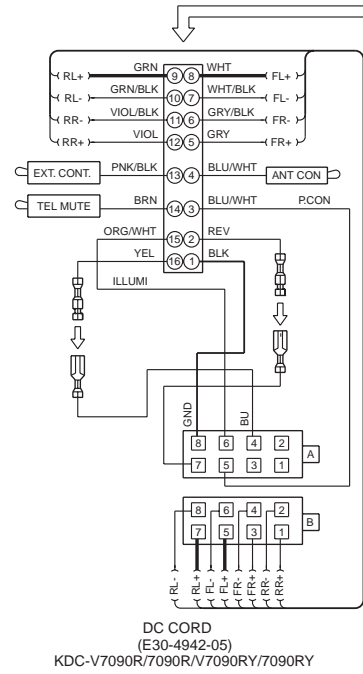 GRN 9 8 WHT
RL+ FL+
GRN/BLK 10 7 WHT/BLK
RL- FL-
VIOL/BLK 11 6 GRY/BLK
RR- FR-
VIOL 12 5 GRY
RR+ FR+
PNK/BLK 13 4 BLU/WHT
EXT. CONT. ANT CON
BRN 14 3 BLU/WHT P.CON
TEL MUTE
ORG/WHT 15 2 REV
YEL 16 1 BLK
ILLUMI
GND BU
8 6 4 2
A
7 5 3 1
8 6 4 2
B
7 5 3 1
RL- RL+ FL- FL+ FR- FR+ RR- RR+
DC CORD
(E30-4942-05)
KDC-V7090R/7090R/V7090RY/7090RY